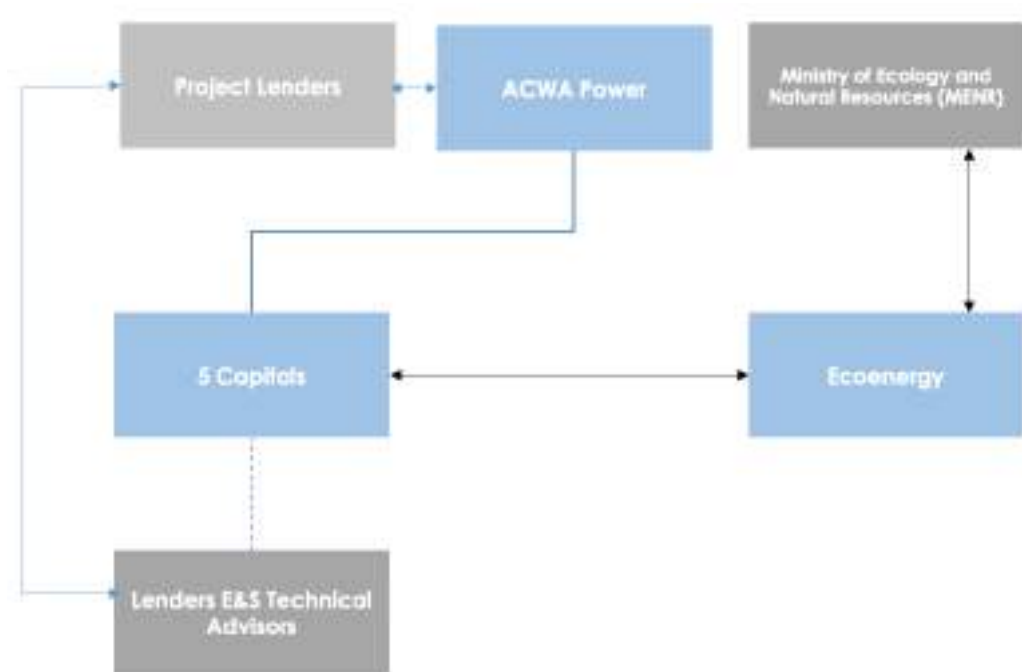 Project Lenders
ACWA Power
Ministry of Ecology and
Natural Resources (MENR)
5 Capitals
Ecoenergy
Lenders E&S Technical
Advisors